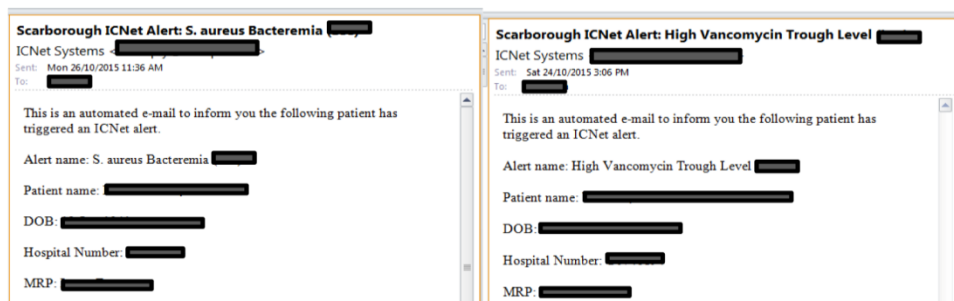 Scarborough ICNet Alert: S. aureus Bacteremia
ICNet Systems
Sent: Mon 26/10/2015 11:36 AM
To:
This is an automated e-mail to inform you the following patient has
triggered an ICNet alert.
Alert name: S. aureus Bacteremia
Patient name:
DOB:
Hospital Number:
MRP:
Scarborough ICNet Alert: High Vancomycin Trough Level
ICNet Systems
Sent: Sat 24/10/2015 3:06 PM
To:
This is an automated e-mail to inform you the following patient has
triggered an ICNet alert.
Alert name: High Vancomycin Trough Level
Patient name:
DOB:
Hospital Number:
MRP: